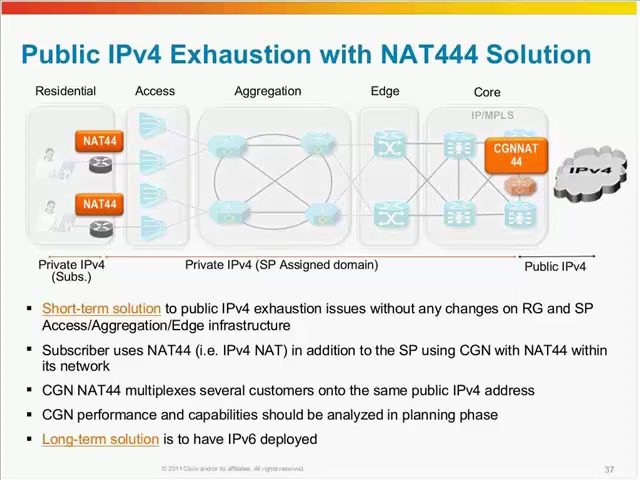 Public IPv4 Exhaustion with NAT444 Solution
Residential Access Aggregation Edge Core
IP/MPLS
NAT44
CGNNAT
44
IPv4
NAT44
Private IPv4
(Subs.)
Private IPv4 (SP Assigned domain)
Public IPv4
▪ Short-term solution to public IPv4 exhaustion issues without any changes on RG and SP
Access/Aggregation/Edge infrastructure
▪ Subscriber uses NAT44 (i.e. IPv4 NAT) in addition to the SP using CGN with NAT44 within
its network
▪ CGN NAT44 multiplexes several customers onto the same public IPv4 address
▪ CGN performance and capabilities should be analyzed in planning phase
▪ Long-term solution is to have IPv6 deployed
© 2011 Cisco and/or its affiliates. All rights reserved.
37